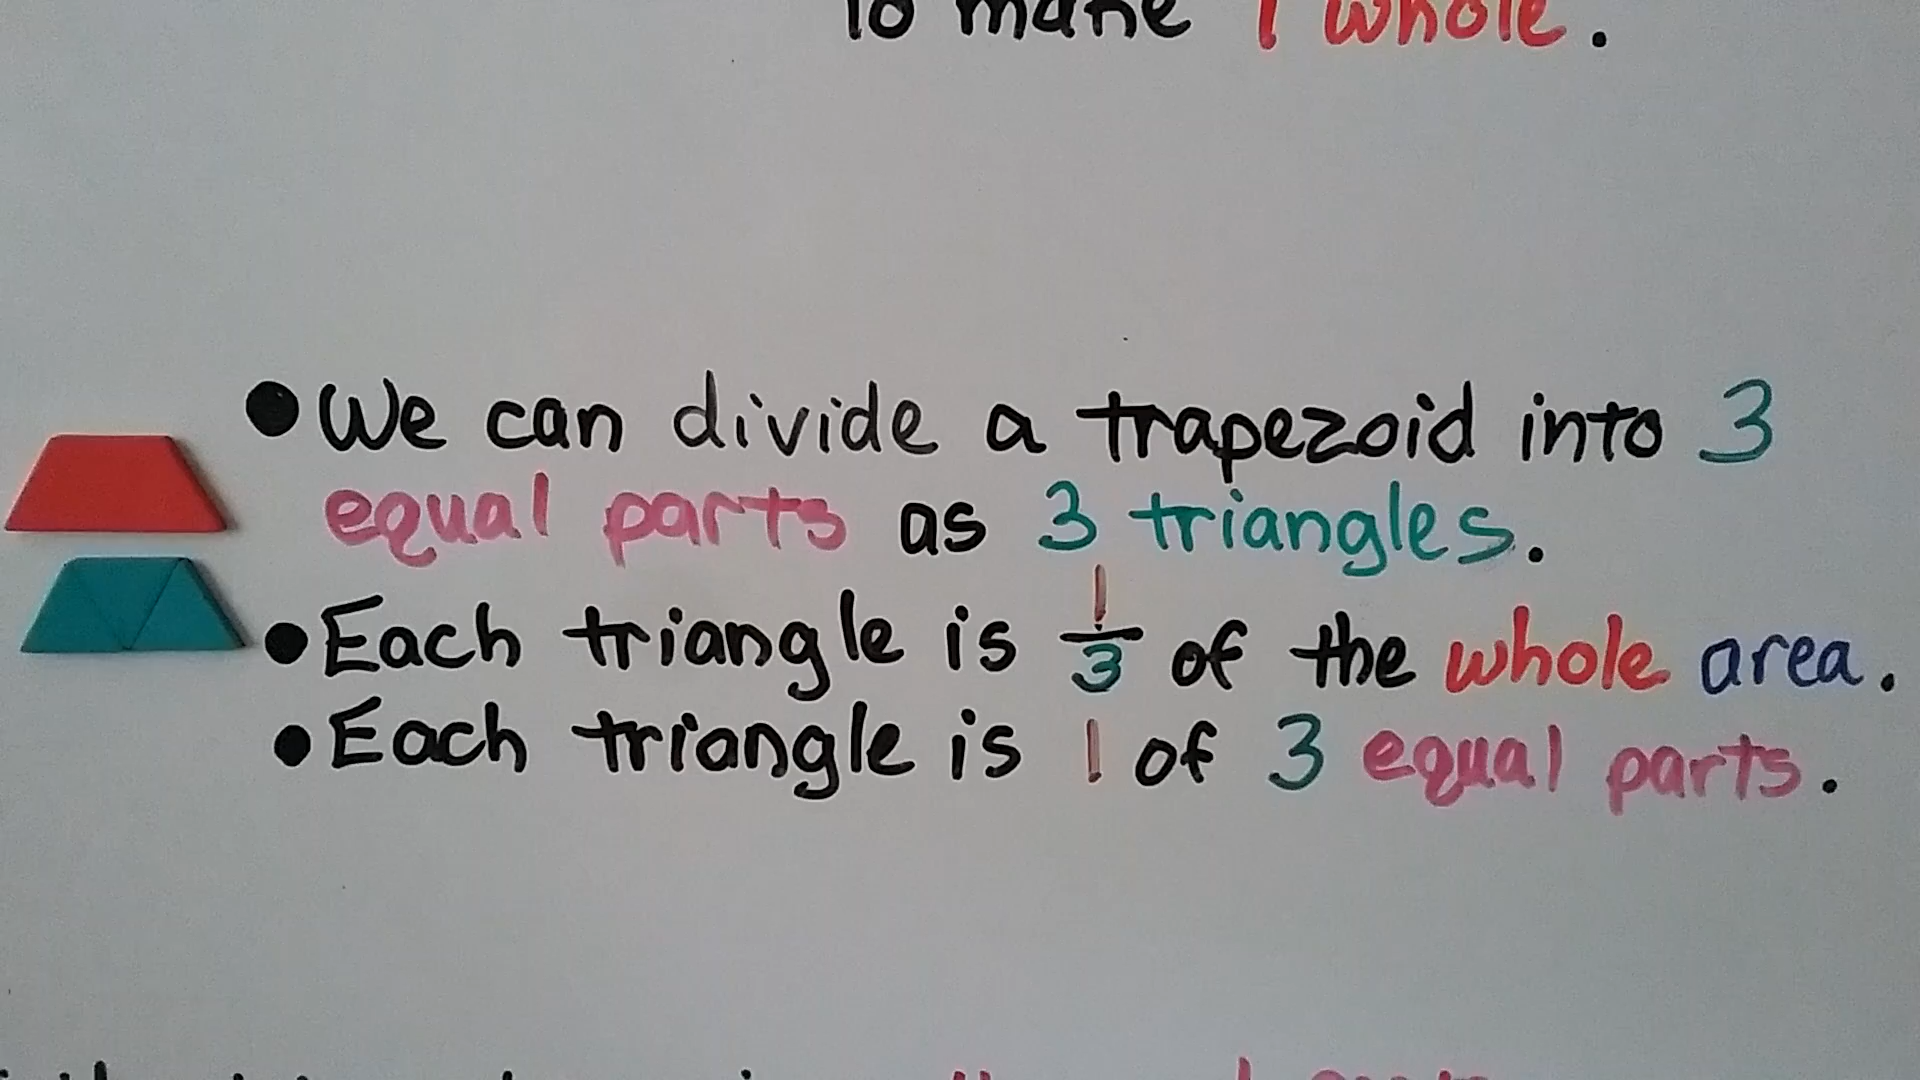 to make 1 whole.
• We can divide a trapezoid into 3
equal parts as 3 triangles.
• Each triangle is 1/3 of the whole area.
• Each triangle is 1 of 3 equal parts.